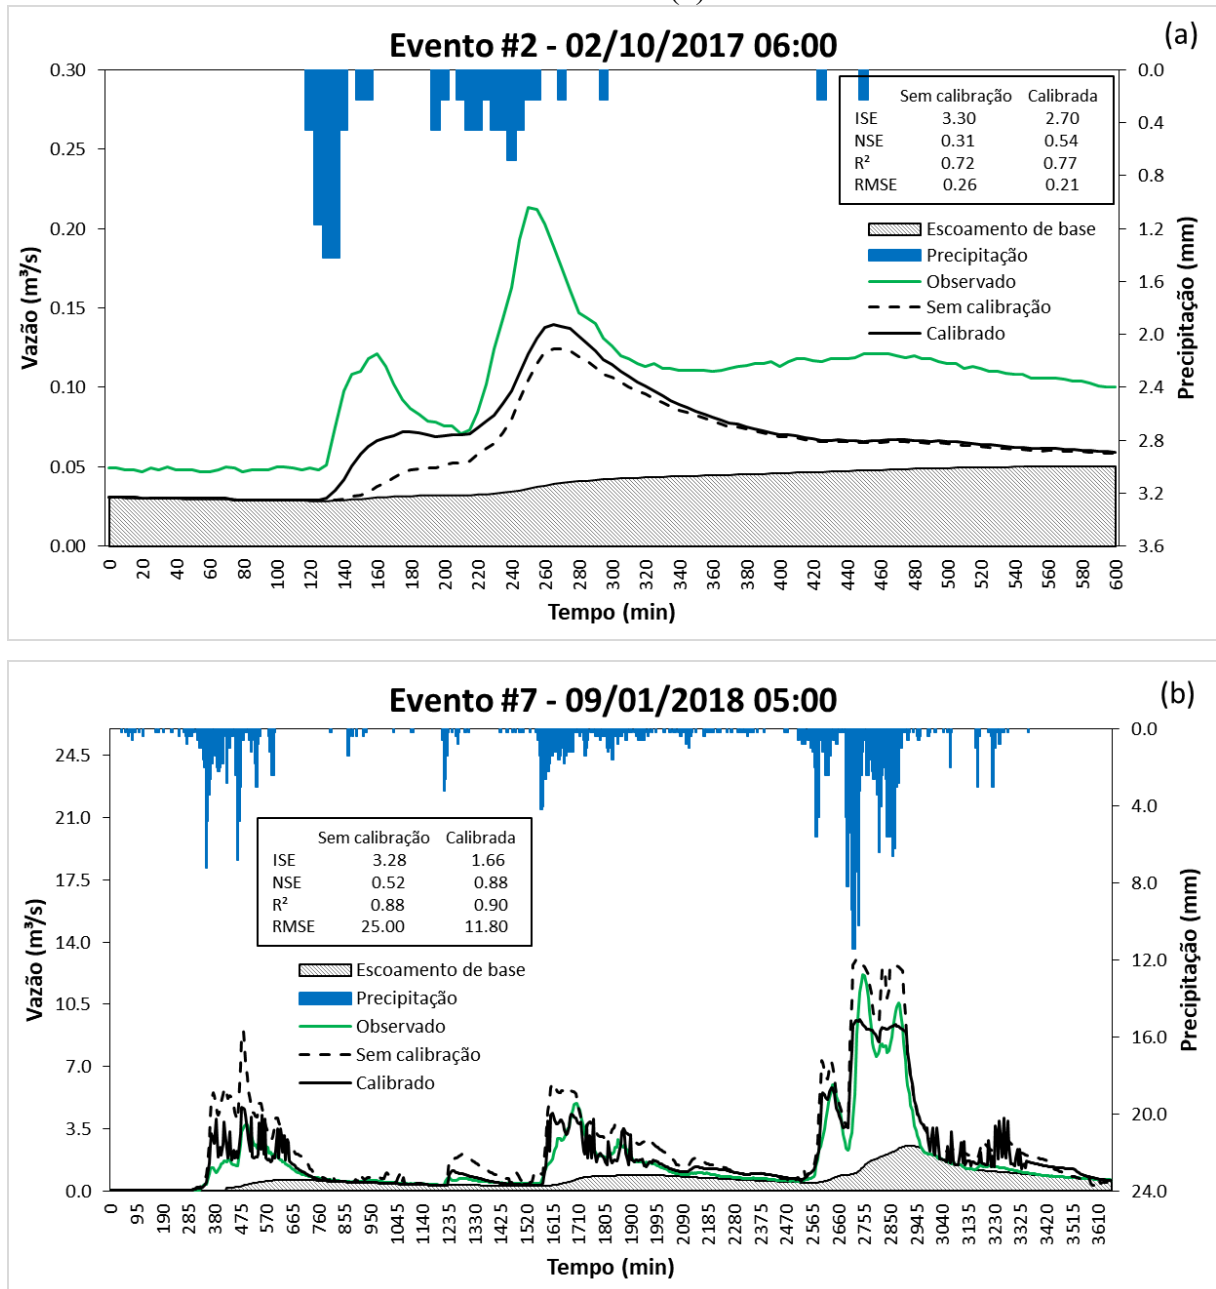 Evento #2 - 02/10/2017 06:00
(a)
0.30
0.25
0.20
0.15
0.10
0.05
0.00
Vazão (m³/s)
0.0
0.4
0.8
1.2
1.6
2.0
2.4
2.8
3.2
3.6
Precipitação (mm)
Sem calibração Calibrada
ISE 3.30 2.70
NSE 0.31 0.54
R² 0.72 0.77
RMSE 0.26 0.21
Escoamento de base
Precipitação
Observado
Sem calibração
Calibrado
0 20 40 60 80 100 120 140 160 180 200 220 240 260 280 300 320 340 360 380 400 420 440 460 480 500 520 540 560 580 600
Tempo (min)
Evento #7 - 09/01/2018 05:00
(b)
24.5
21.0
17.5
14.0
10.5
7.0
3.5
0.0
Vazão (m³/s)
0.0
4.0
8.0
12.0
16.0
20.0
24.0
Precipitação (mm)
Sem calibração Calibrada
ISE 3.28 1.66
NSE 0.52 0.88
R² 0.88 0.90
RMSE 25.00 11.80
Escoamento de base
Precipitação
Observado
Sem calibração
Calibrado
0 95 190 285 380 475 570 665 760 855 950 1045 1140 1235 1330 1425 1520 1615 1710 1805 1900 1995 2090 2185 2280 2375 2470 2565 2660 2755 2850 2945 3040 3135 3230 3325 3420 3515 3610
Tempo (min)